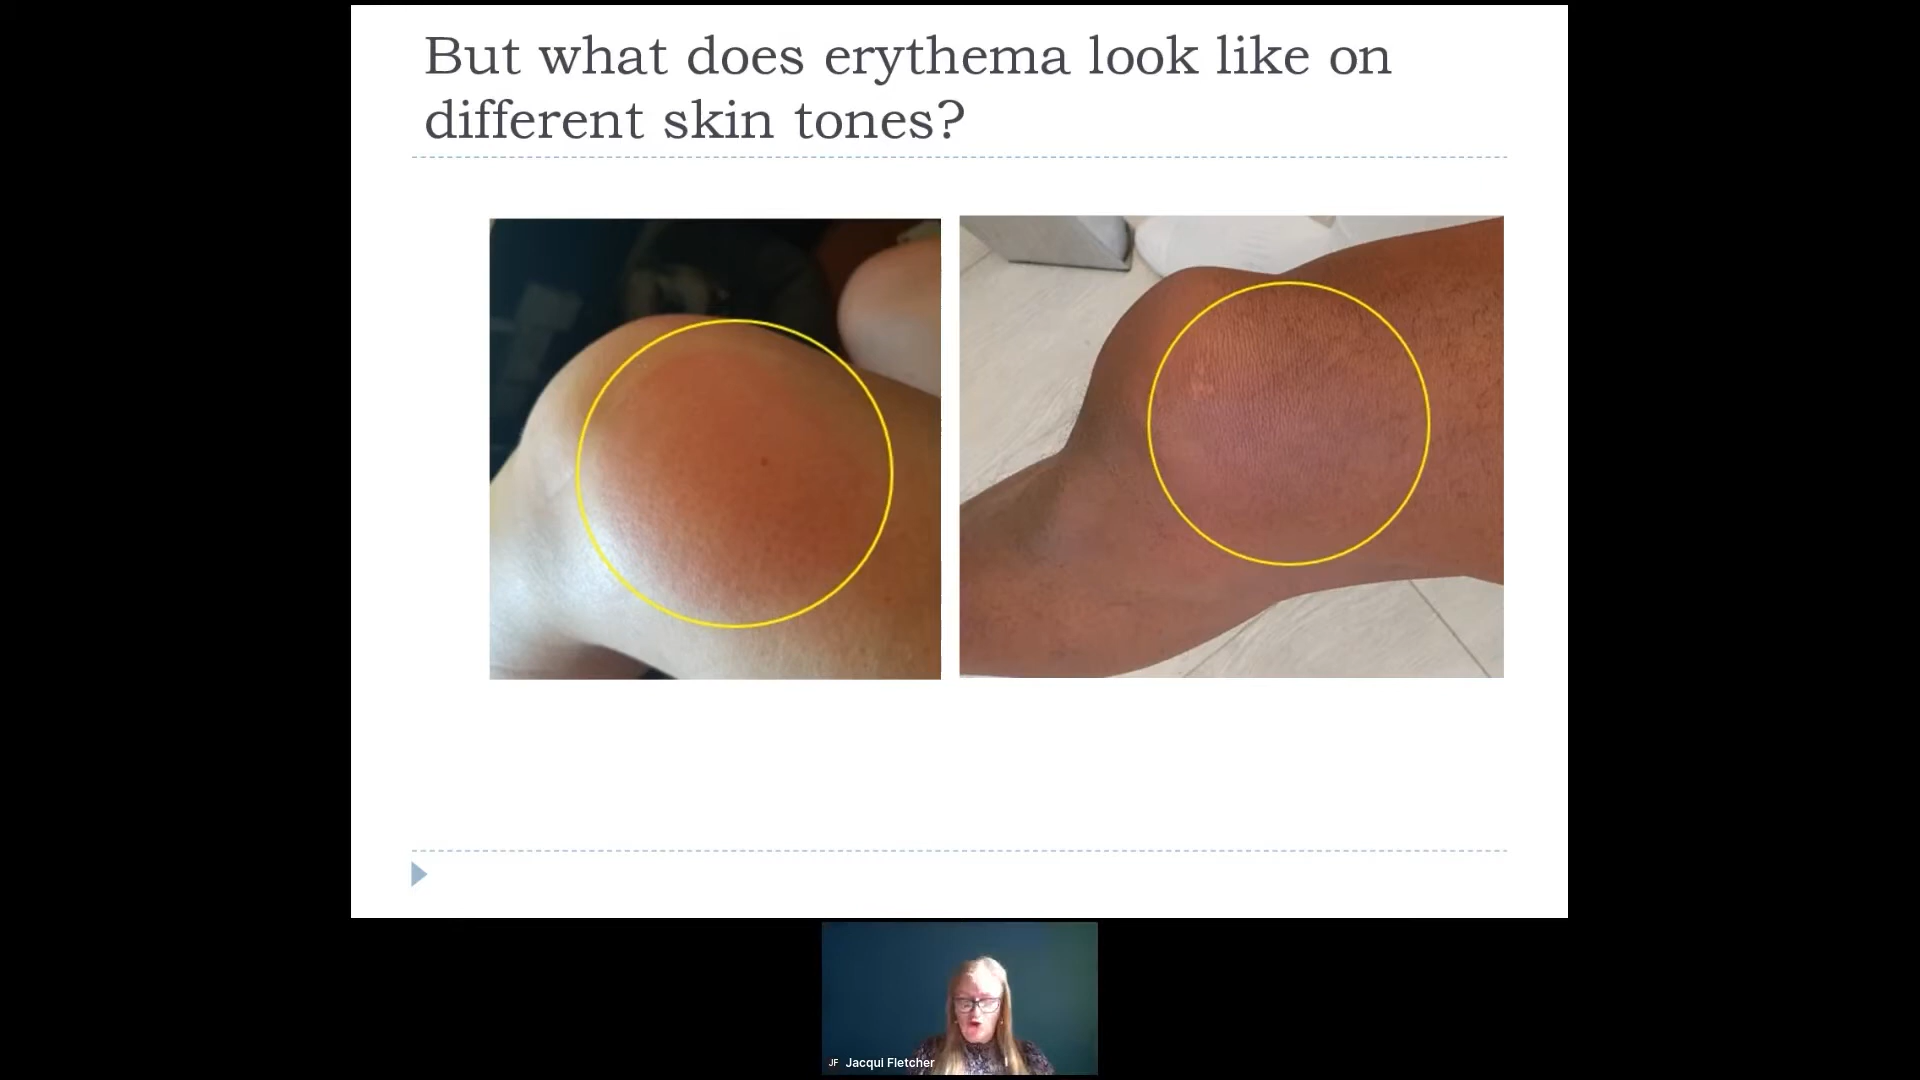 But what does erythema look like on
different skin tones?
JF Jacqui Fletcher